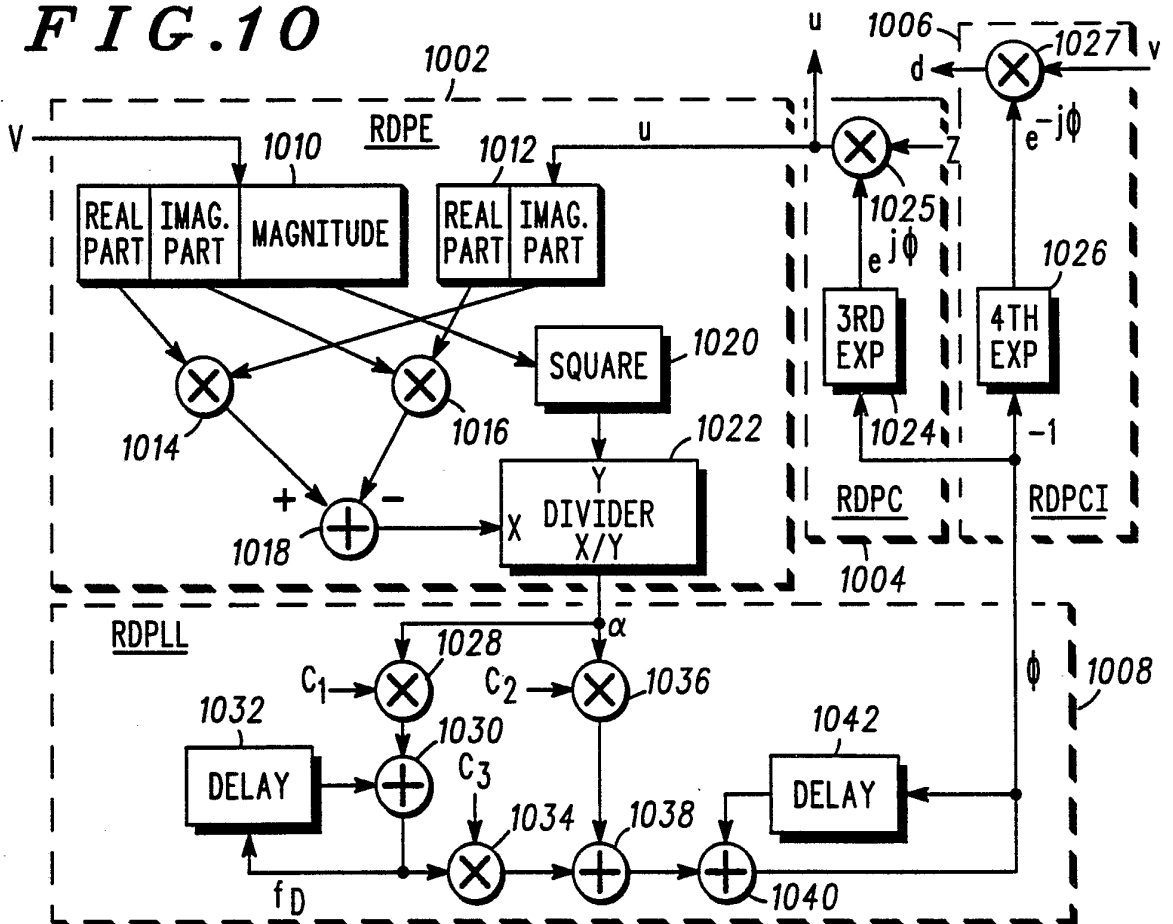 FIG.10
u
1006
1027
v
d
1002
RDPE
V
1010
1012
u
Z
e^-jϕ
REAL PART
IMAG. PART
MAGNITUDE
REAL PART
IMAG. PART
1025
e^jϕ
1026
3RD EXP
4TH EXP
SQUARE
1020
1014
1016
1024
-1
1022
+
-
1018
X
Y
DIVIDER
X/Y
RDPC
RDPCI
1004
RDPLL
α
1028
C1
C2
1036
ϕ
1008
1032
1030
DELAY
C3
1034
1038
1042
DELAY
fD
1040